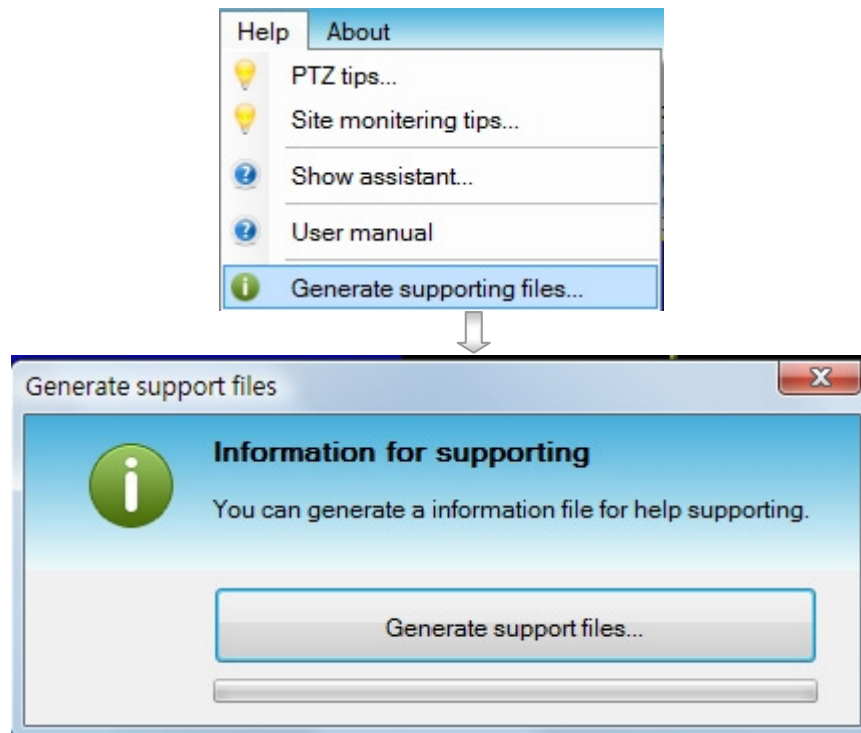 Help About
PTZ tips...
Site monitering tips...
Show assistant...
User manual
Generate supporting files...
Generate support files
Information for supporting
You can generate a information file for help supporting.
Generate support files...